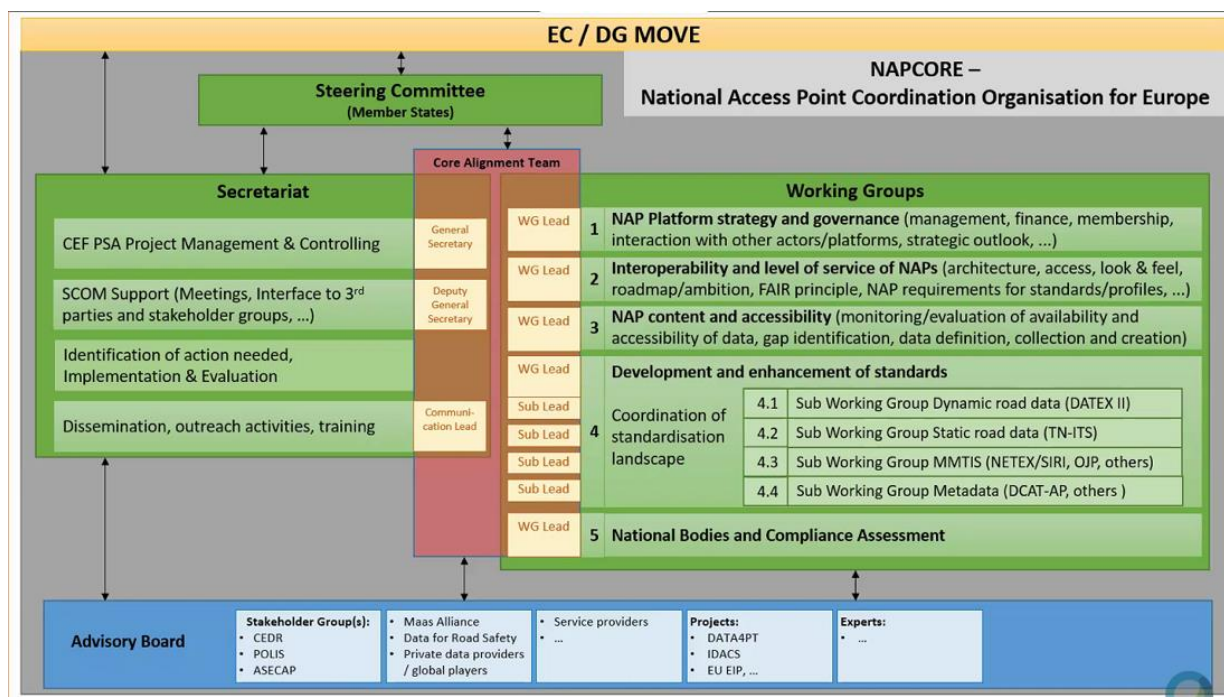 EC / DG MOVE
NAPCORE –
National Access Point Coordination Organisation for Europe
Steering Committee
(Member States)
Core Alignment Team
Secretariat
CEF PSA Project Management & Controlling
General
Secretary
SCOM Support (Meetings, Interface to 3rd
parties and stakeholder groups, ...)
Deputy
General
Secretary
Identification of action needed,
Implementation & Evaluation
Dissemination, outreach activities, training
Communi-
cation Lead
Working Groups
WG Lead
1 NAP Platform strategy and governance (management, finance, membership,
interaction with other actors/platforms, strategic outlook, ...)
WG Lead
2 Interoperability and level of service of NAPs (architecture, access, look & feel,
roadmap/ambition, FAIR principle, NAP requirements for standards/profiles, ...)
WG Lead
3 NAP content and accessibility (monitoring/evaluation of availability and
accessibility of data, gap identification, data definition, collection and creation)
WG Lead
Sub Lead
Sub Lead
Sub Lead
Sub Lead
4
Development and enhancement of standards
Coordination of
standardisation
landscape
4.1 Sub Working Group Dynamic road data (DATEX II)
4.2 Sub Working Group Static road data (TN-ITS)
4.3 Sub Working Group MMTIS (NETEX/SIRI, OJP, others)
4.4 Sub Working Group Metadata (DCAT-AP, others )
WG Lead
5 National Bodies and Compliance Assessment
Advisory Board
Stakeholder Group(s):
• CEDR
• POLIS
• ASECAP
• Maas Alliance
• Data for Road Safety
• Private data providers
/ global players
• Service providers
• ...
Projects:
• DATA4PT
• IDACS
• EU EIP, ...
Experts:
• ...